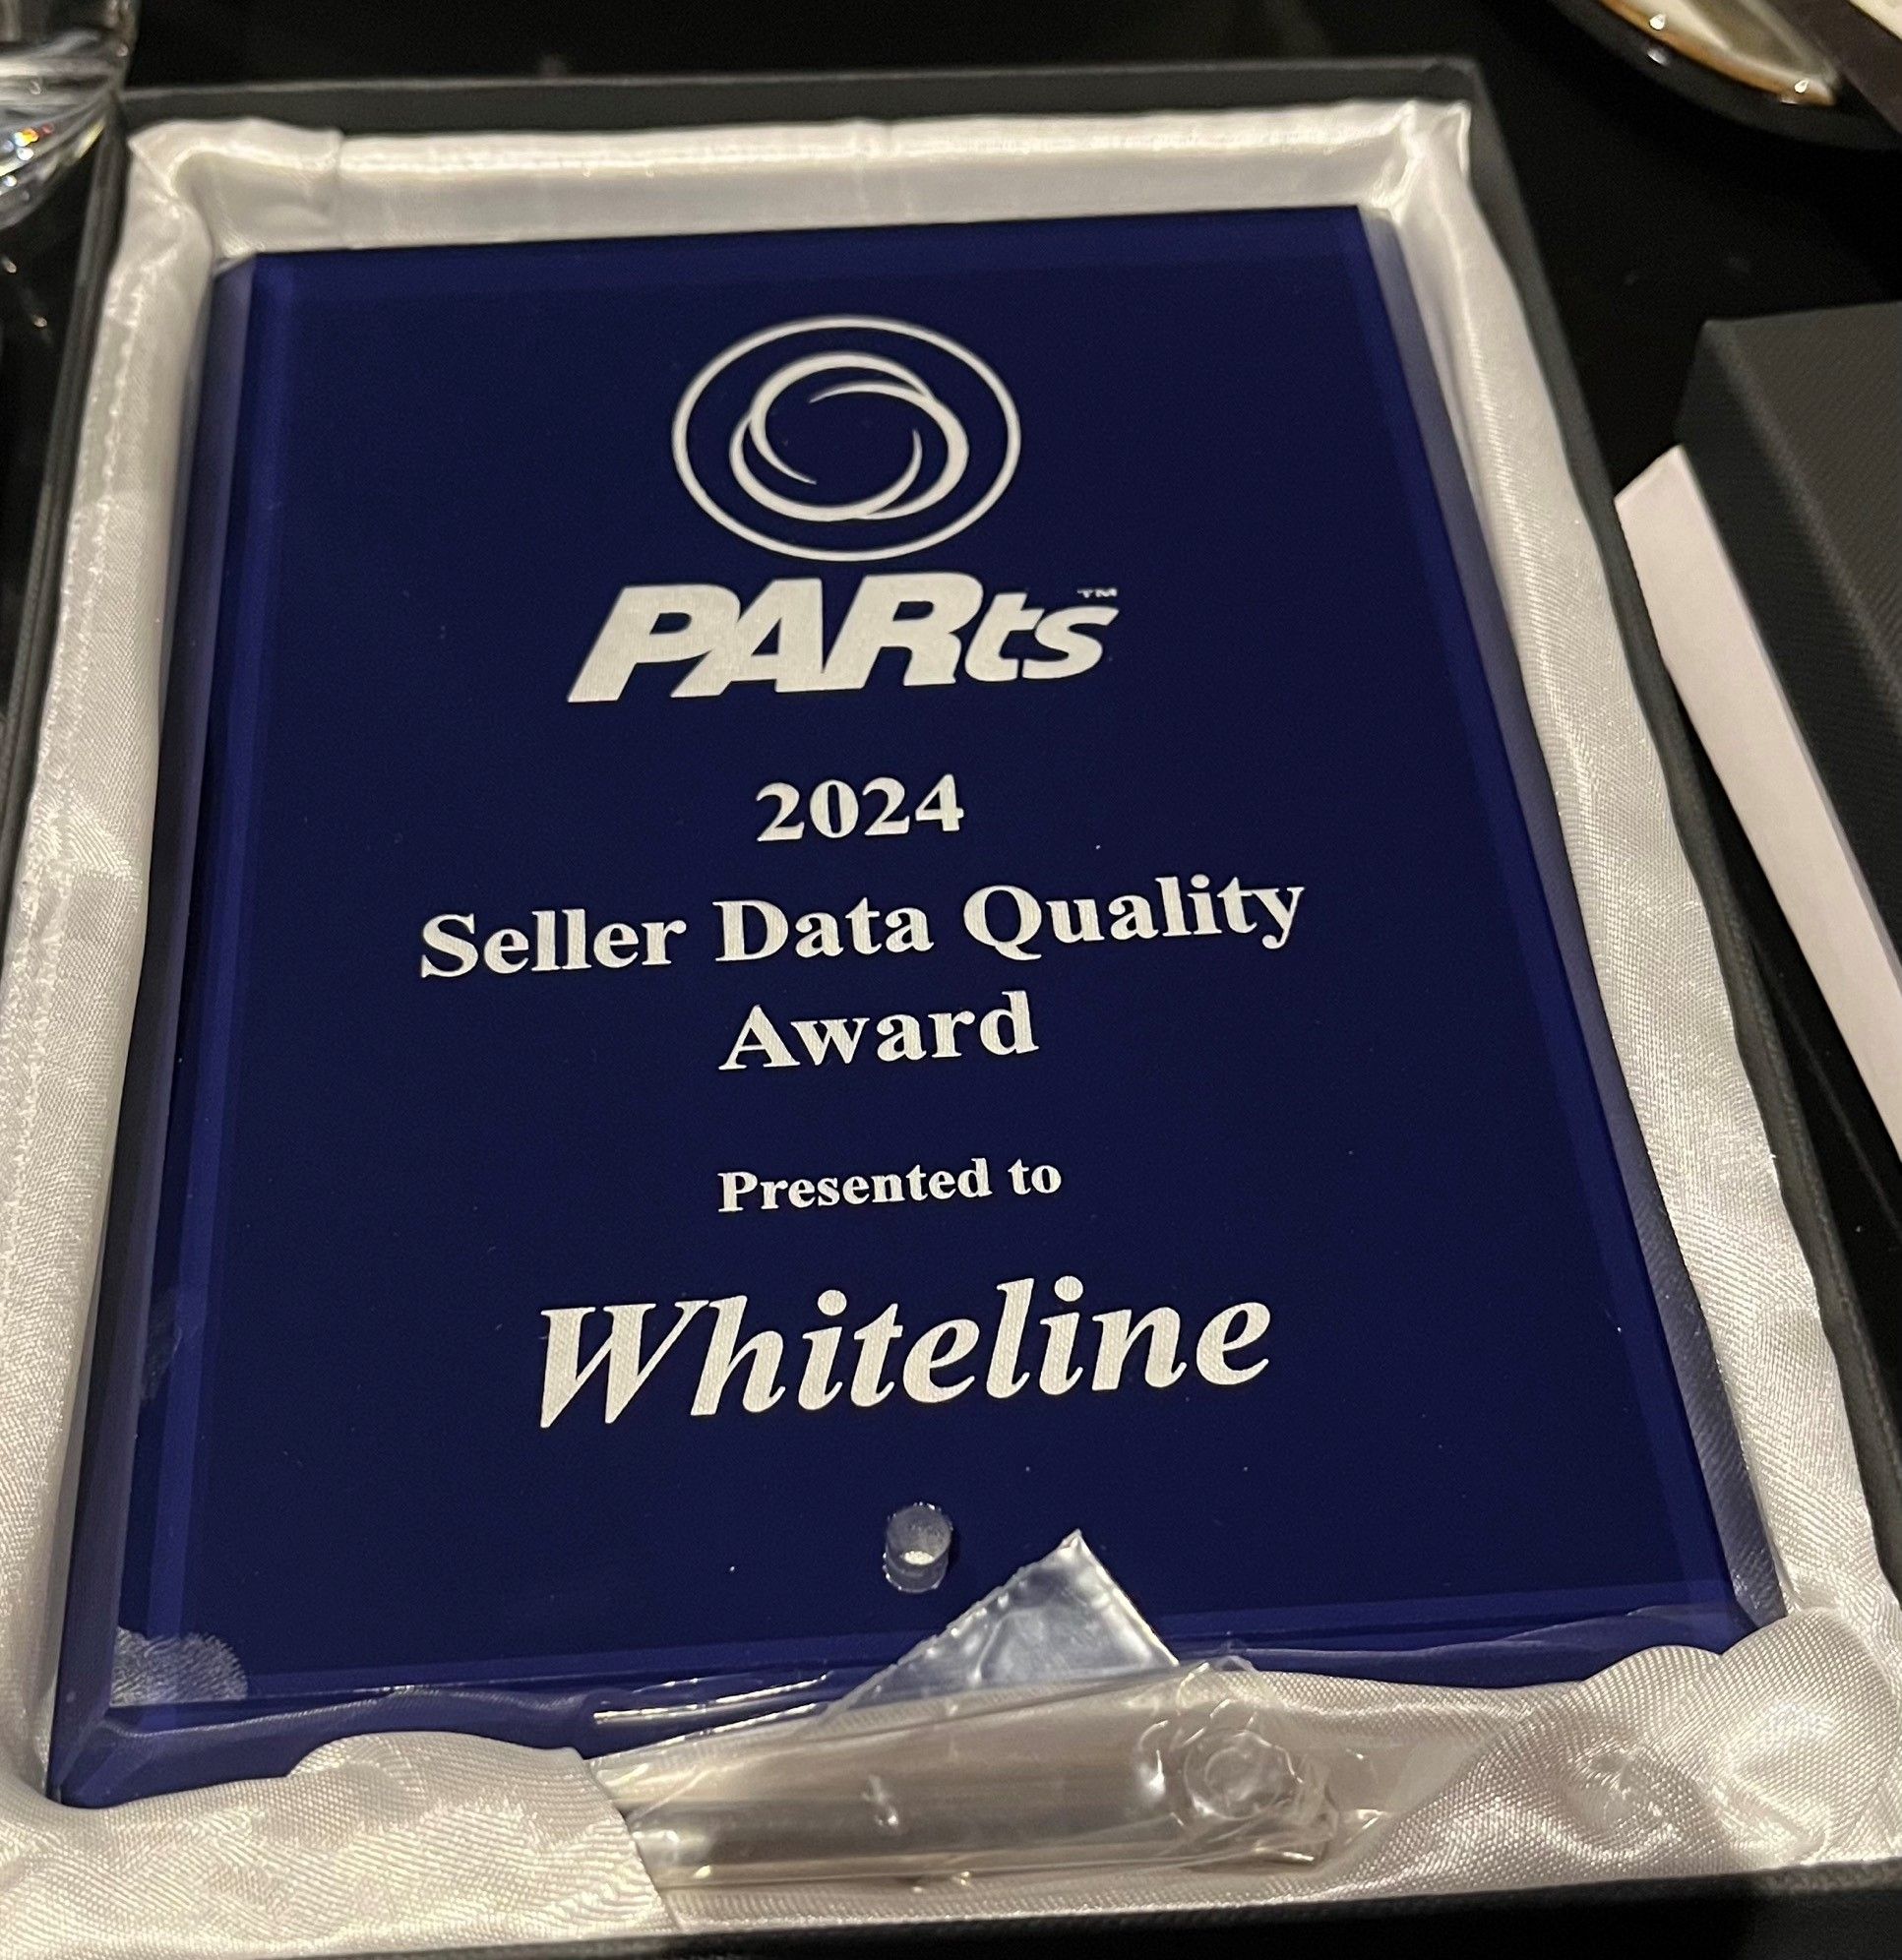 PARts™
2024
Seller Data Quality
Award
Presented to
Whiteline